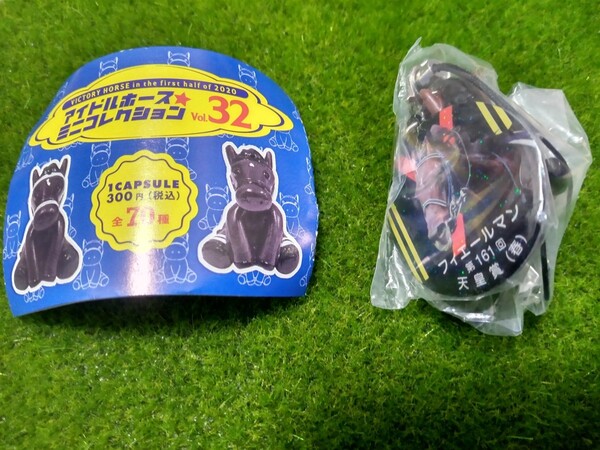 VICTORY HORSE in the first half of 2020
アイドルホース★
ミニコレクション Vol.32
1CAPSULE
300円(税込)
全70種
フィエールマン
第161回
天皇賞(春)